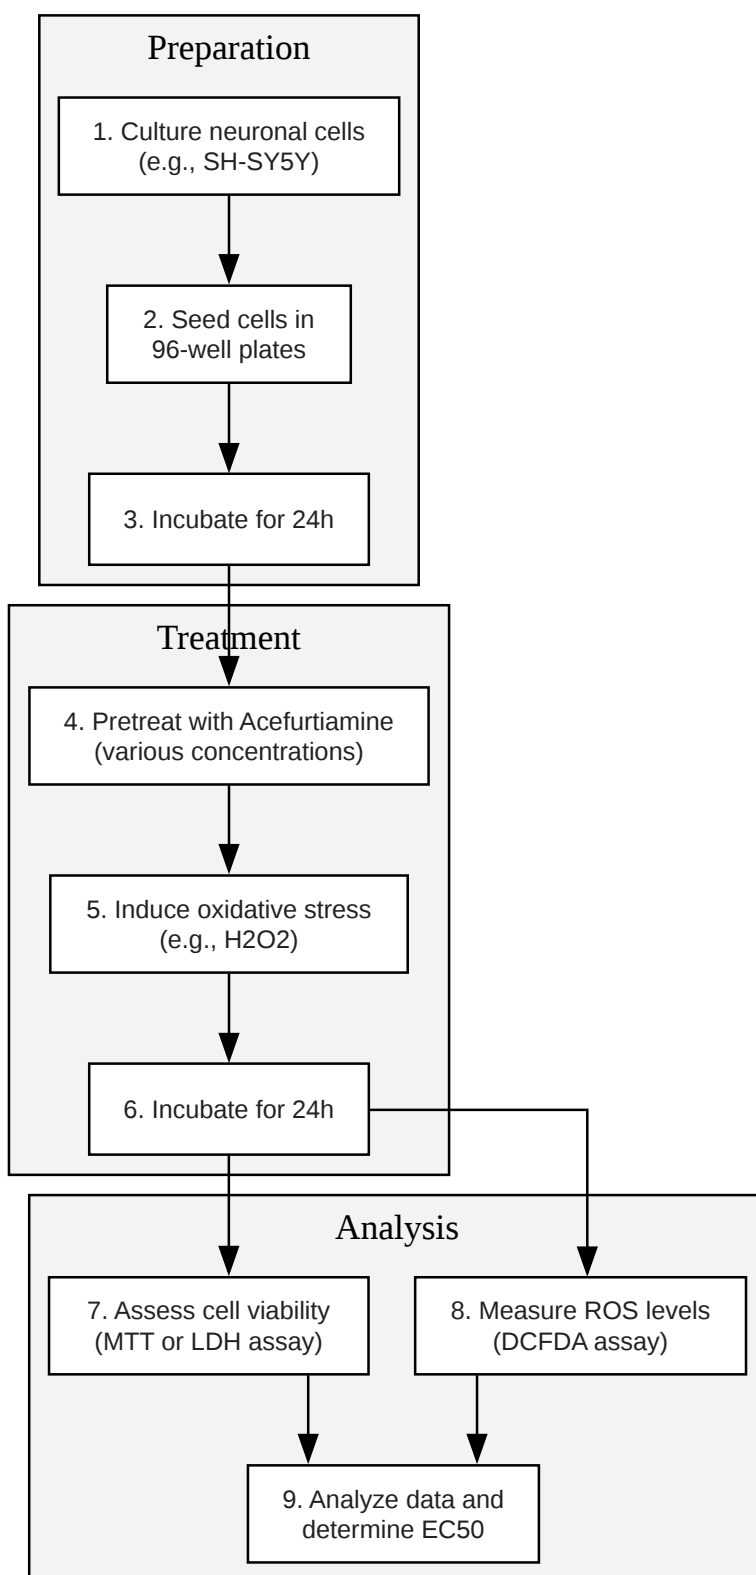 Preparation
1. Culture neuronal cells
(e.g., SH-SY5Y)
2. Seed cells in
96-well plates
3. Incubate for 24h
Treatment
4. Pretreat with Acefurtiamine
(various concentrations)
5. Induce oxidative stress
(e.g., H2O2)
6. Incubate for 24h
Analysis
7. Assess cell viability
(MTT or LDH assay)
8. Measure ROS levels
(DCFDA assay)
9. Analyze data and
determine EC50